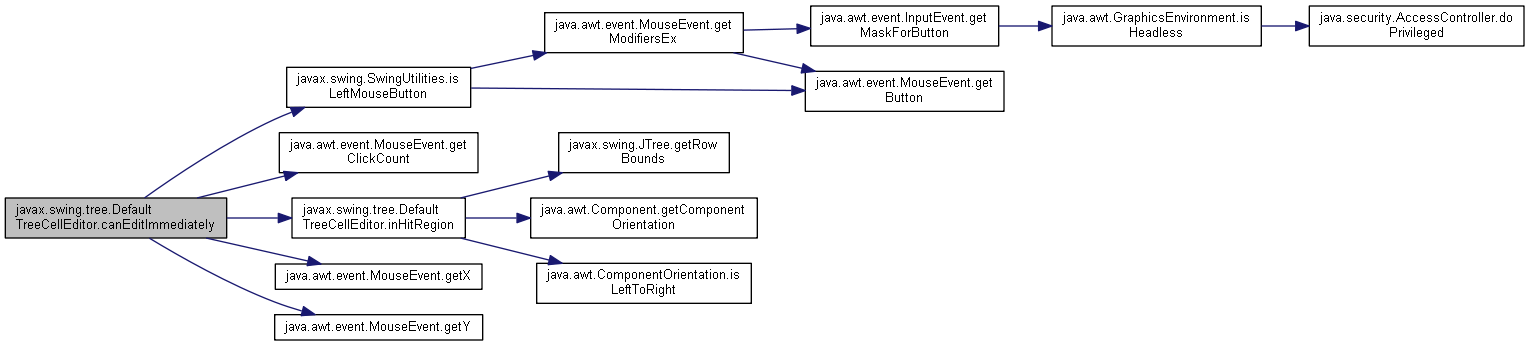 javax.swing.tree.Default
TreeCellEditor.canEditImmediately
javax.swing.SwingUtilities.is
LeftMouseButton
java.awt.event.MouseEvent.get
ModifiersEx
java.awt.event.InputEvent.get
MaskForButton
java.awt.GraphicsEnvironment.is
Headless
java.security.AccessController.do
Privileged
java.awt.event.MouseEvent.get
Button
java.awt.event.MouseEvent.get
ClickCount
javax.swing.tree.Default
TreeCellEditor.inHitRegion
javax.swing.JTree.getRow
Bounds
java.awt.Component.getComponent
Orientation
java.awt.ComponentOrientation.is
LeftToRight
java.awt.event.MouseEvent.getX
java.awt.event.MouseEvent.getY